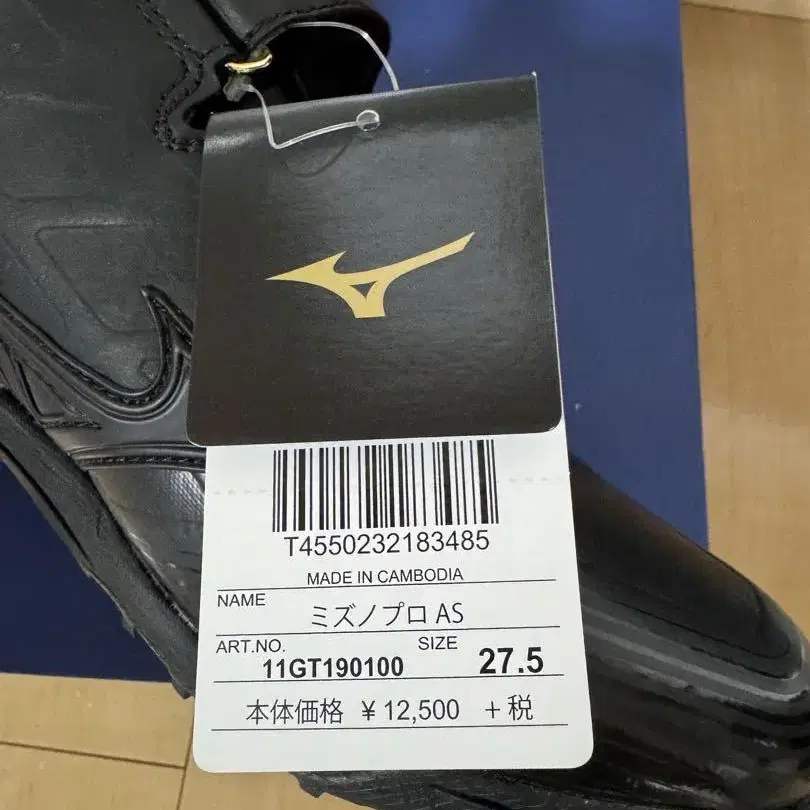 T4550232183485
MADE IN CAMBODIA
NAME
ミズノプロ AS
ART.NO. SIZE
11GT190100 27.5
本体価格 ¥12,500 +税